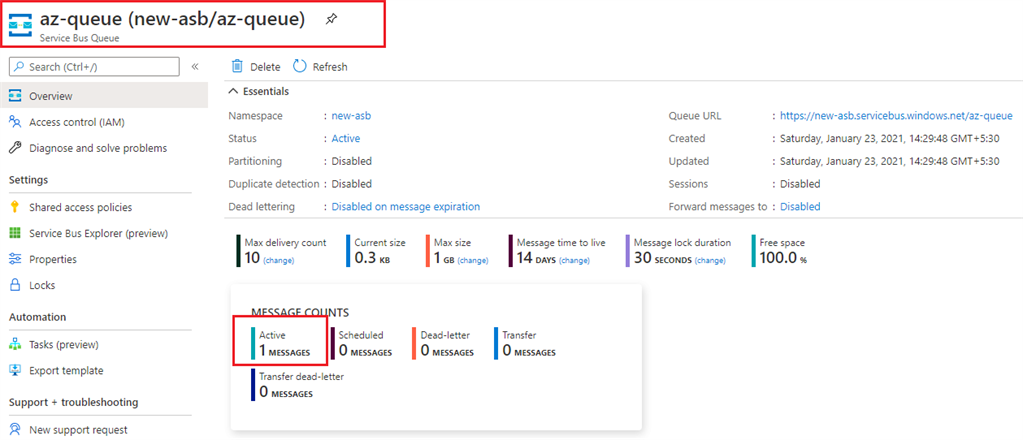 az-queue (new-asb/az-queue)
Service Bus Queue
Search (Ctrl+/)
«
Delete
Refresh
Overview
Access control (IAM)
Diagnose and solve problems
Settings
Shared access policies
Service Bus Explorer (preview)
Properties
Locks
Automation
Tasks (preview)
Export template
Support + troubleshooting
New support request
Essentials
Namespace : new-asb
Status : Active
Partitioning : Disabled
Duplicate detection : Disabled
Dead lettering : Disabled on message expiration
Queue URL : https://new-asb.servicebus.windows.net/az-queue
Created : Saturday, January 23, 2021, 14:29:48 GMT+5:30
Updated : Saturday, January 23, 2021, 14:29:48 GMT+5:30
Sessions : Disabled
Forward messages to : Disabled
Max delivery count
10 (change)
Current size
0.3 KB
Max size
1 GB (change)
Message time to live
14 DAYS (change)
Message lock duration
30 SECONDS (change)
Free space
100.0 %
MESSAGE COUNTS
Active
1 MESSAGES
Scheduled
0 MESSAGES
Dead-letter
0 MESSAGES
Transfer
0 MESSAGES
Transfer dead-letter
0 MESSAGES